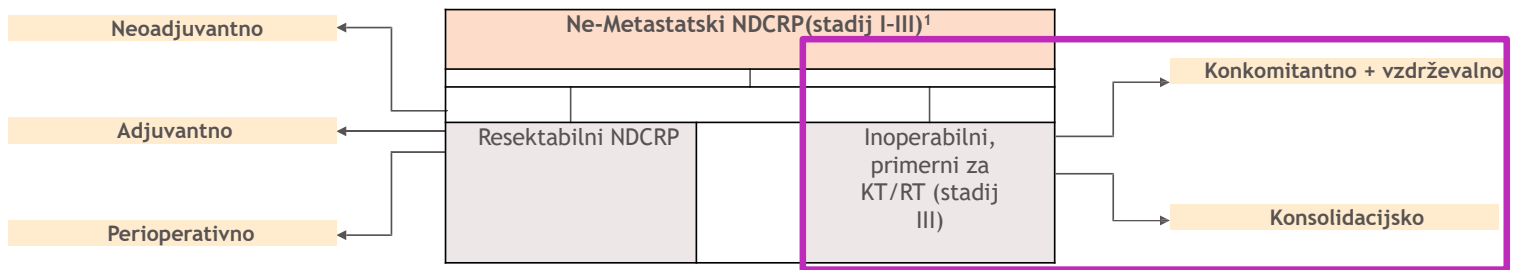 Ne-Metastatski NDCRP(stadij I-III)¹
Neoadjuvantno
Adjuvantno
Perioperativno
Resektabilni NDCRP
Inoperabilni,
primerni za
KT/RT (stadij
III)
Konkomitantno + vzdrževalno
Konsolidacijsko